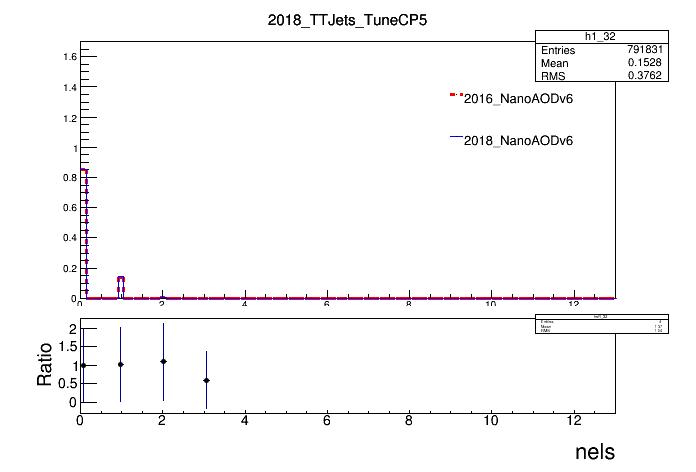 2018_TTJets_TuneCP5
h1_32
Entries 791831
Mean 0.1528
RMS 0.3762
2016_NanoAODv6
2018_NanoAODv6
1.6
1.4
1.2
1
0.8
0.6
0.4
0.2
0
0 2 4 6 8 10 12
Entries 4
Ratio
2
1.5
1
0.5
0
0 2 4 6 8 10 12
nels